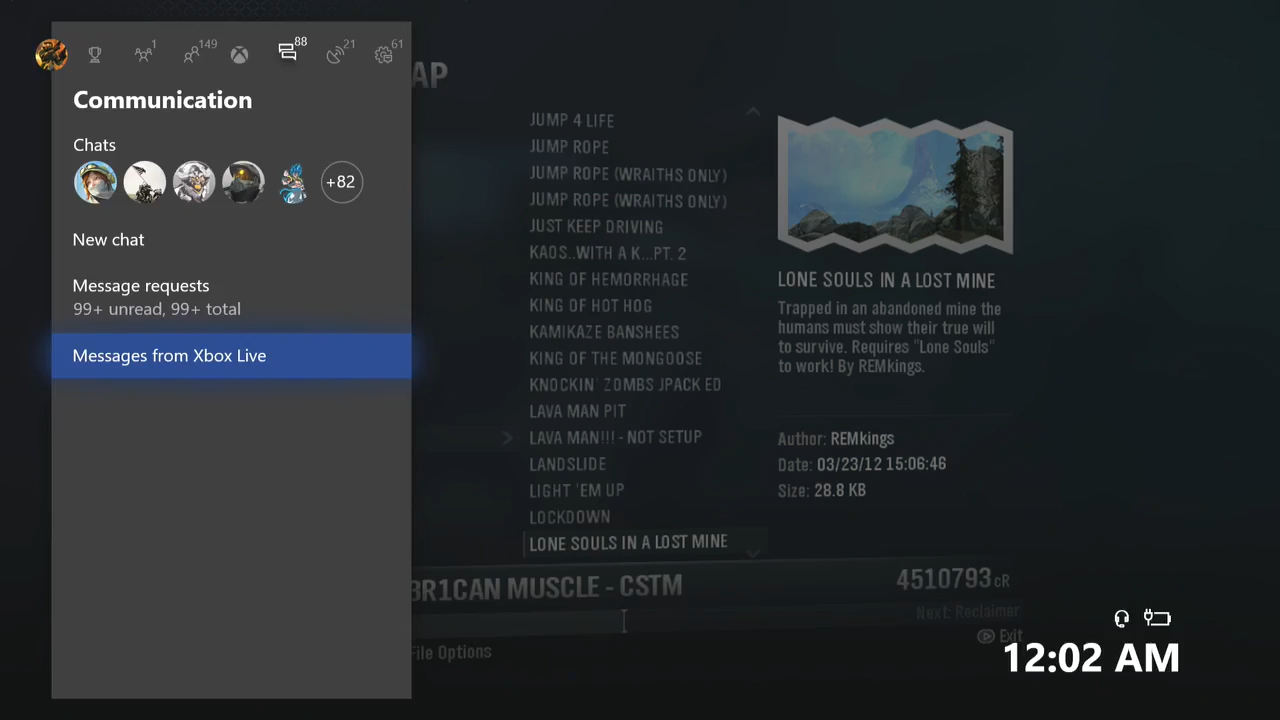 1
149
88
21
61
Communication
Chats
+82
New chat
Message requests
99+ unread, 99+ total
Messages from Xbox Live
AP
JUMP 4 LIFE
JUMP ROPE
JUMP ROPE (WRAITHS ONLY)
JUMP ROPE (WRAITHS ONLY)
JUST KEEP DRIVING
KAOS..WITH A K...PT. 2
KING OF HEMORRHAGE
KING OF HOT HOG
KAMIKAZE BANSHEES
KING OF THE MONGOOSE
KNOCKIN' ZOMBS JPACK ED
LAVA MAN PIT
LAVA MAN!!! - NOT SETUP
LANDSLIDE
LIGHT 'EM UP
LOCKDOWN
LONE SOULS IN A LOST MINE
LONE SOULS IN A LOST MINE
Trapped in an abandoned mine the
humans must show their true will
to survive. Requires "Lone Souls"
to work! By REMkings.
Author: REMkings
Date: 03/23/12 15:06:46
Size: 28.8 KB
BR1CAN MUSCLE - CSTM
4510793 cR
Next: Reclaimer
File Options
Exit
12:02 AM